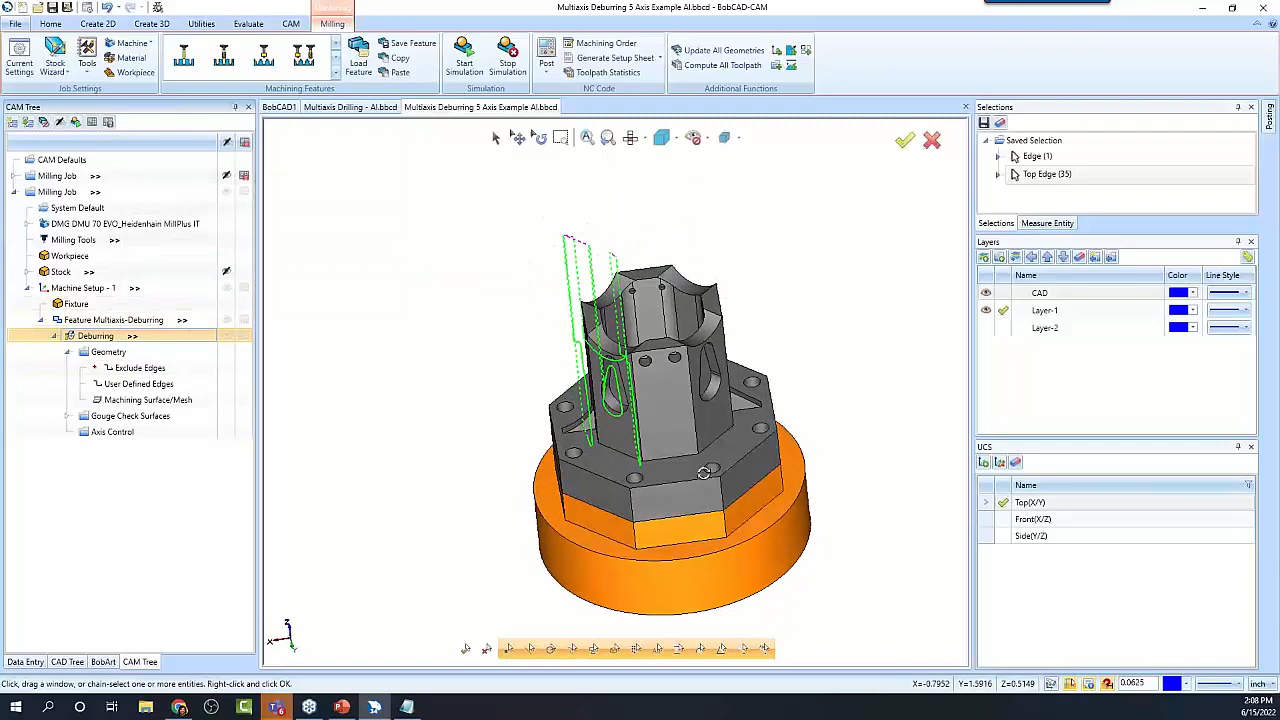 Multiaxis Deburring 5 Axis Example AI.bbcd - BobCAD-CAM
File Home Create 2D Create 3D Utilities Evaluate CAM Milling
Current Settings
Stock Wizard
Tools
Machine
Material
Workpiece
Job Settings
Machining Features
Load Feature
Save Feature
Copy
Paste
Start Simulation
Stop Simulation
Simulation
Post
Machining Order
Generate Setup Sheet
Toolpath Statistics
NC Code
Update All Geometries
Compute All Toolpath
Additional Functions
CAM Tree
CAM Defaults
Milling Job >>
Milling Job >>
System Default
DMG DMU 70 EVO_Heidenhain MillPlus IT
Milling Tools >>
Workpiece
Stock >>
Machine Setup - 1 >>
Fixture
Feature Multiaxis-Deburring >>
Deburring >>
Geometry
Exclude Edges
User Defined Edges
Machining Surface/Mesh
Gouge Check Surfaces
Axis Control
Data Entry CAD Tree BobArt CAM Tree
BobCAD1 Multiaxis Drilling - AI.bbcd Multiaxis Deburring 5 Axis Example AI.bbcd
Z
X
Y
Selections
Saved Selection
Edge (1)
Top Edge (35)
Selections Measure Entity
Layers
Name Color Line Style
CAD
Layer-1
Layer-2
UCS
Name
Top(X/Y)
Front(X/Z)
Side(Y/Z)
Posting
Click, drag a window, or chain-select one or more entities. Right-click and click OK.
X=-0.7952 Y=1.5916 Z=0.5149 0.0625 inch
2:08 PM
6/15/2022